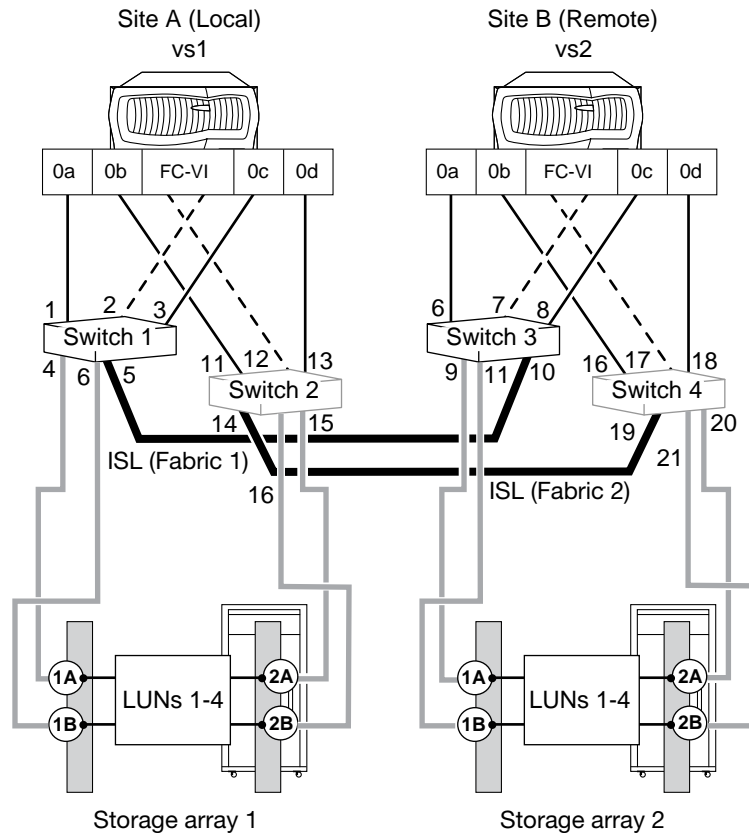 Site A (Local)
vs1
Site B (Remote)
vs2
0a 0b FC-VI 0c 0d
0a 0b FC-VI 0c 0d
1 2 3
Switch 1
4 6 5
11 12 13
Switch 2
14 15
16
6 7 8
Switch 3
9 11 10
16 17 18
Switch 4
19 21 20
ISL (Fabric 1)
ISL (Fabric 2)
1A
1B
LUNs 1-4
2A
2B
1A
1B
LUNs 1-4
2A
2B
Storage array 1
Storage array 2